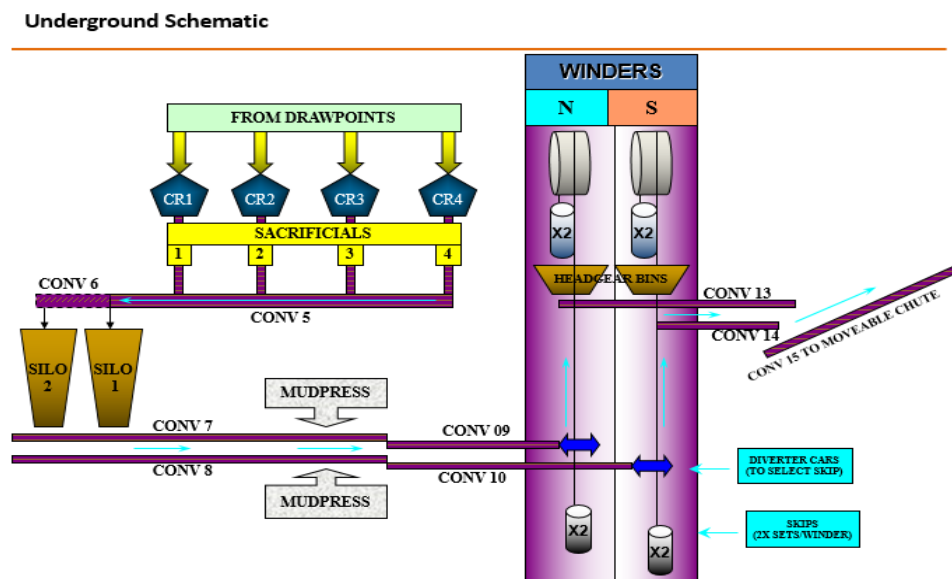 Underground Schematic
WINDERS
N
S
FROM DRAWPOINTS
CR1
CR2
CR3
CR4
SACRIFICIALS
1
2
3
4
X2
X2
HEADGEAR BINS
CONV 6
CONV 5
CONV 13
CONV 14
CONV 15 TO MOVEABLE CHUTE
SILO
2
SILO
1
MUDPRESS
CONV 7
CONV 09
CONV 8
CONV 10
MUDPRESS
DIVERTER CARS
(TO SELECT SKIP)
X2
X2
SKIPS
(2X SETS/WINDER)